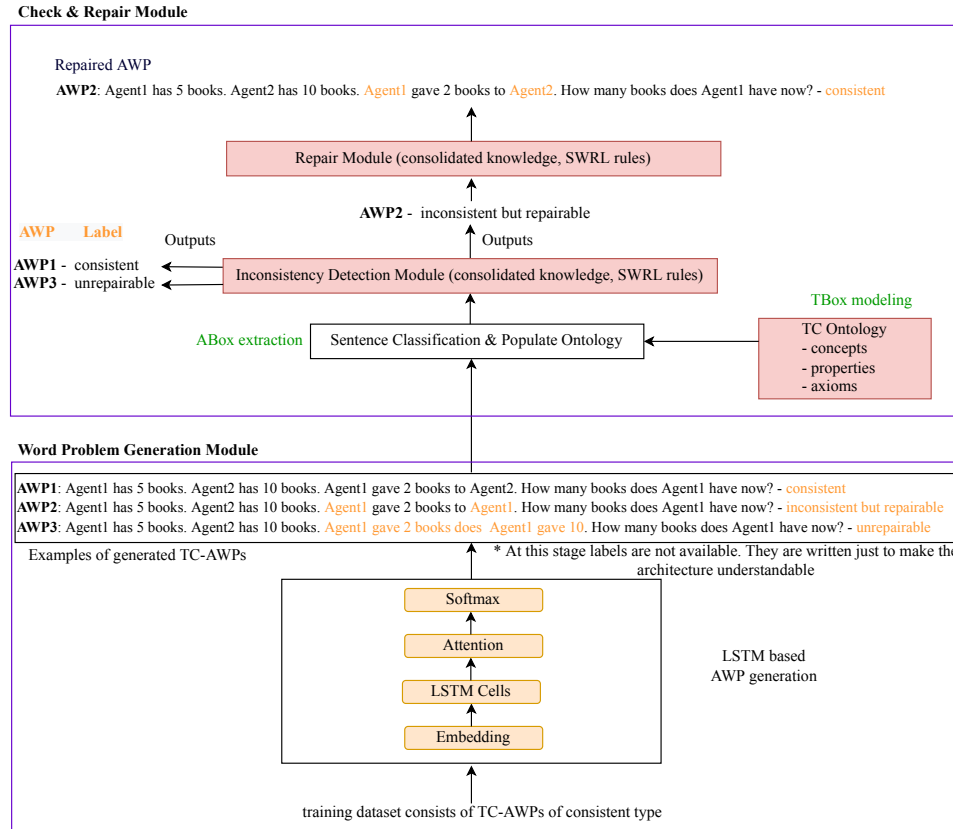 Check & Repair Module
Repaired AWP
AWP2: Agent1 has 5 books. Agent2 has 10 books. Agent1 gave 2 books to Agent2. How many books does Agent1 have now? - consistent
Repair Module (consolidated knowledge, SWRL rules)
AWP2 - inconsistent but repairable
AWP Label
Outputs
Outputs
AWP1 - consistent
AWP3 - unrepairable
Inconsistency Detection Module (consolidated knowledge, SWRL rules)
TBox modeling
ABox extraction
Sentence Classification & Populate Ontology
TC Ontology
- concepts
- properties
- axioms
Word Problem Generation Module
AWP1: Agent1 has 5 books. Agent2 has 10 books. Agent1 gave 2 books to Agent2. How many books does Agent1 have now? - consistent
AWP2: Agent1 has 5 books. Agent2 has 10 books. Agent1 gave 2 books to Agent1. How many books does Agent1 have now? - inconsistent but repairable
AWP3: Agent1 has 5 books. Agent2 has 10 books. Agent1 gave 2 books does Agent1 gave 10. How many books does Agent1 have now? - unrepairable
Examples of generated TC-AWPs
* At this stage labels are not available. They are written just to make the
architecture understandable
Softmax
Attention
LSTM Cells
Embedding
LSTM based
AWP generation
training dataset consists of TC-AWPs of consistent type